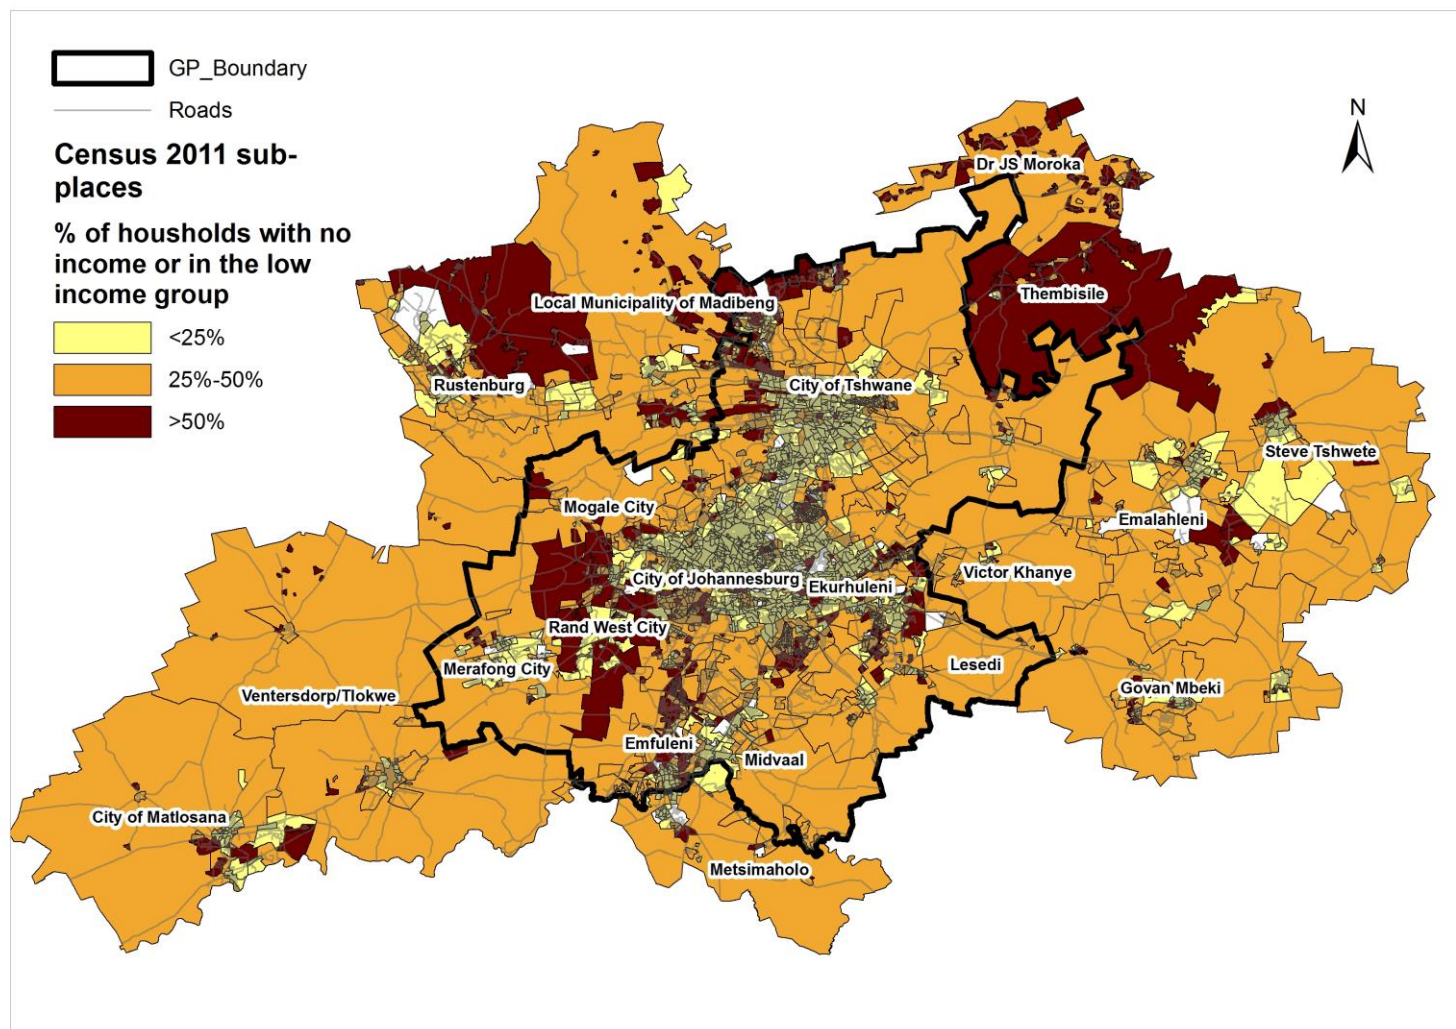 GP_Boundary
Roads
Census 2011 sub-
places
% of housholds with no
income or in the low
income group
<25%
25%-50%
>50%
N
Dr JS Moroka
Thembisile
Local Municipality of Madibeng
Rustenburg
City of Tshwane
Steve Tshwete
Mogale City
Emalahleni
City of Johannesburg
Ekurhuleni
Victor Khanye
Rand West City
Merafong City
Lesedi
Ventersdorp/Tlokwe
Govan Mbeki
Emfuleni
Midvaal
City of Matlosana
Metsimaholo